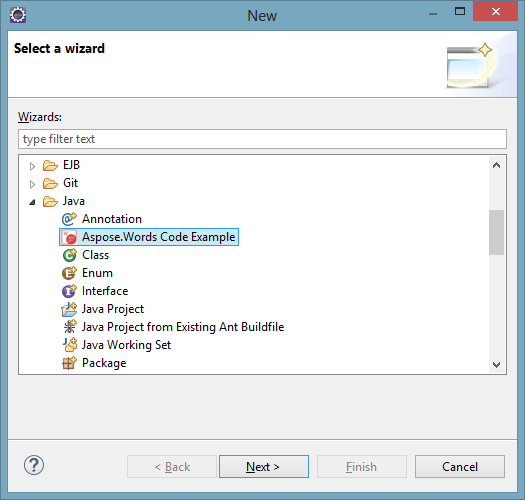 New
Select a wizard
Wizards:
type filter text
EJB
Git
Java
Annotation
Aspose.Words Code Example
Class
Enum
Interface
Java Project
Java Project from Existing Ant Buildfile
Java Working Set
Package
< Back
Next >
Finish
Cancel